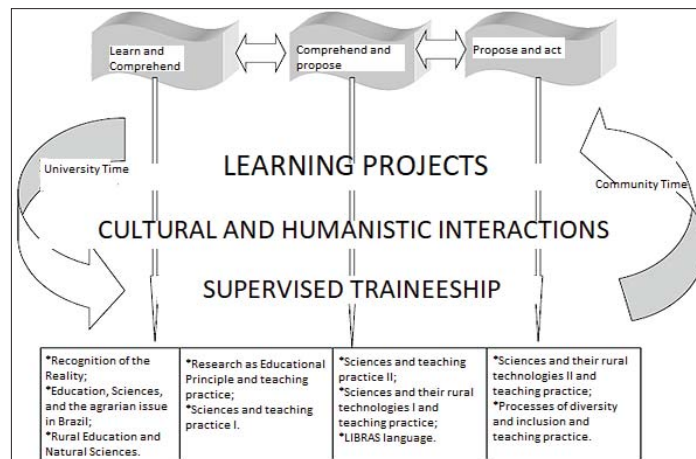 Learn and
Comprehend
Comprehend and
propose
Propose and act
University Time
LEARNING PROJECTS
Community Time
CULTURAL AND HUMANISTIC INTERACTIONS
SUPERVISED TRAINEESHIP
*Recognition of the
Reality;
*Education, Sciences,
and the agrarian issue
in Brazil;
*Rural Education and
Natural Sciences.
*Research as Educational
Principle and teaching
practice;
*Sciences and teaching
practice I.
*Sciences and teaching
practice II;
*Sciences and their rural
technologies I and
teaching practice;
*LIBRAS language.
*Sciences and their rural
technologies II and
teaching practice;
*Processes of diversity
and inclusion and
teaching practice.